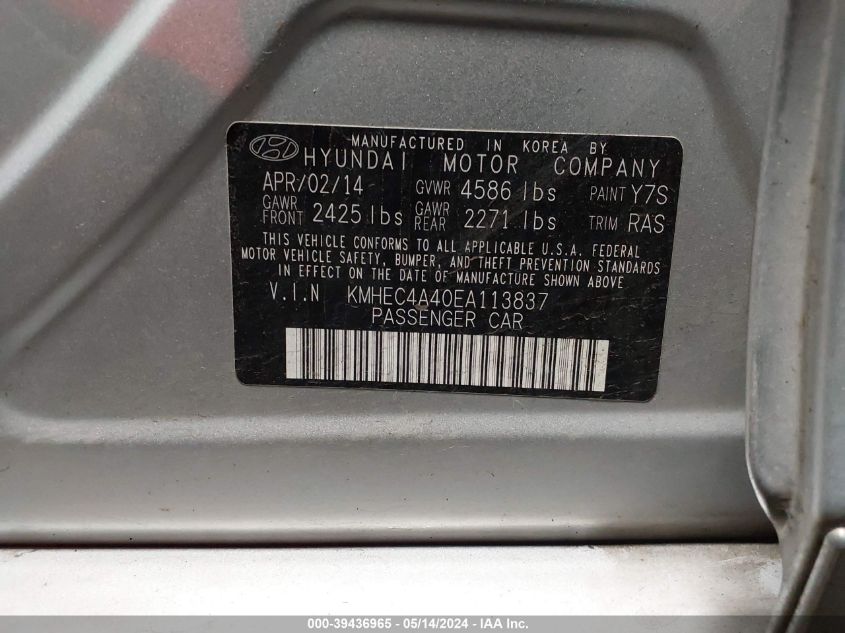 MANUFACTURED IN KOREA BY
HYUNDAI MOTOR COMPANY
APR/02/14 GVWR 4586 lbs PAINT Y7S
GAWR FRONT 2425 lbs GAWR REAR 2271 lbs TRIM RAS
THIS VEHICLE CONFORMS TO ALL APPLICABLE U.S.A. FEDERAL
MOTOR VEHICLE SAFETY, BUMPER, AND THEFT PREVENTION STANDARDS
IN EFFECT ON THE DATE OF MANUFACTURE SHOWN ABOVE
V.I.N KMHEC4A40EA113837
PASSENGER CAR
000-39436965 - 05/14/2024 - IAA Inc.